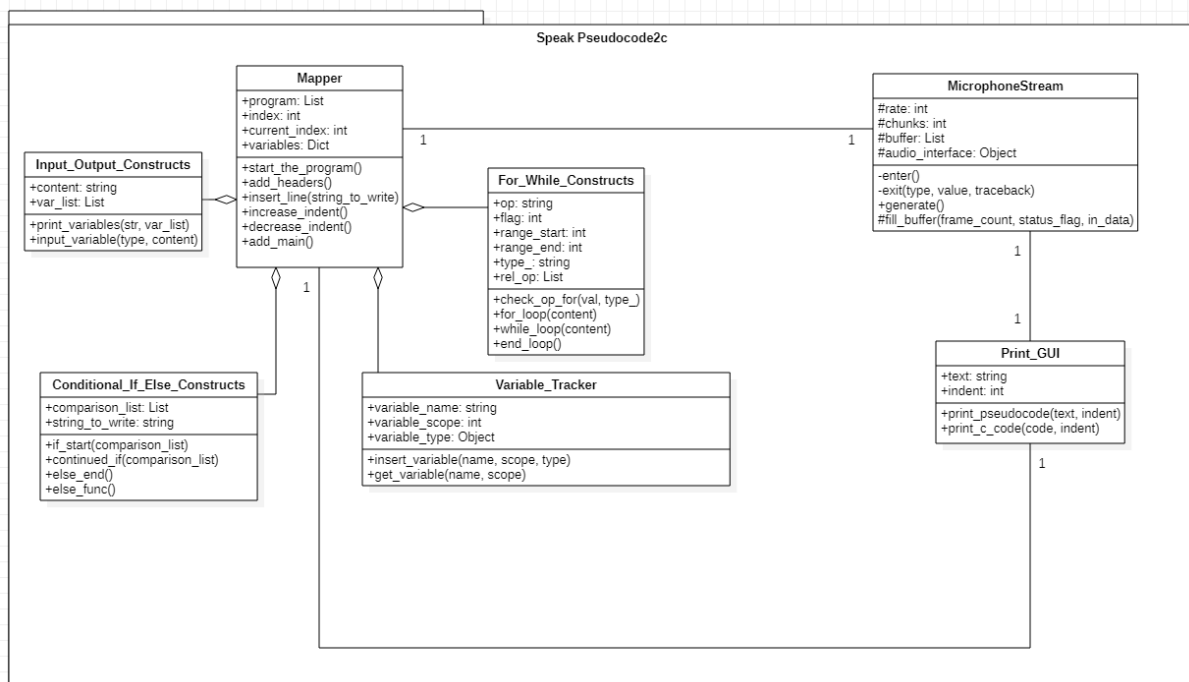 Speak Pseudocode2c
Mapper
+program: List
+index: int
+current_index: int
+variables: Dict
+start_the_program()
+add_headers()
+insert_line(string_to_write)
+increase_indent()
+decrease_indent()
+add_main()
1
1
MicrophoneStream
#rate: int
#chunks: int
#buffer: List
#audio_interface: Object
-enter()
-exit(type, value, traceback)
+generate()
#fill_buffer(frame_count, status_flag, in_data)
Input_Output_Constructs
+content: string
+var_list: List
+print_variables(str, var_list)
+input_variable(type, content)
For_While_Constructs
+op: string
+flag: int
+range_start: int
+range_end: int
+type_: string
+rel_op: List
+check_op_for(val, type_)
+for_loop(content)
+while_loop(content)
+end_loop()
1
1
1
Print_GUI
+text: string
+indent: int
+print_pseudocode(text, indent)
+print_c_code(code, indent)
1
Conditional_If_Else_Constructs
+comparison_list: List
+string_to_write: string
+if_start(comparison_list)
+continued_if(comparison_list)
+else_end()
+else_func()
Variable_Tracker
+variable_name: string
+variable_scope: int
+variable_type: Object
+insert_variable(name, scope, type)
+get_variable(name, scope)